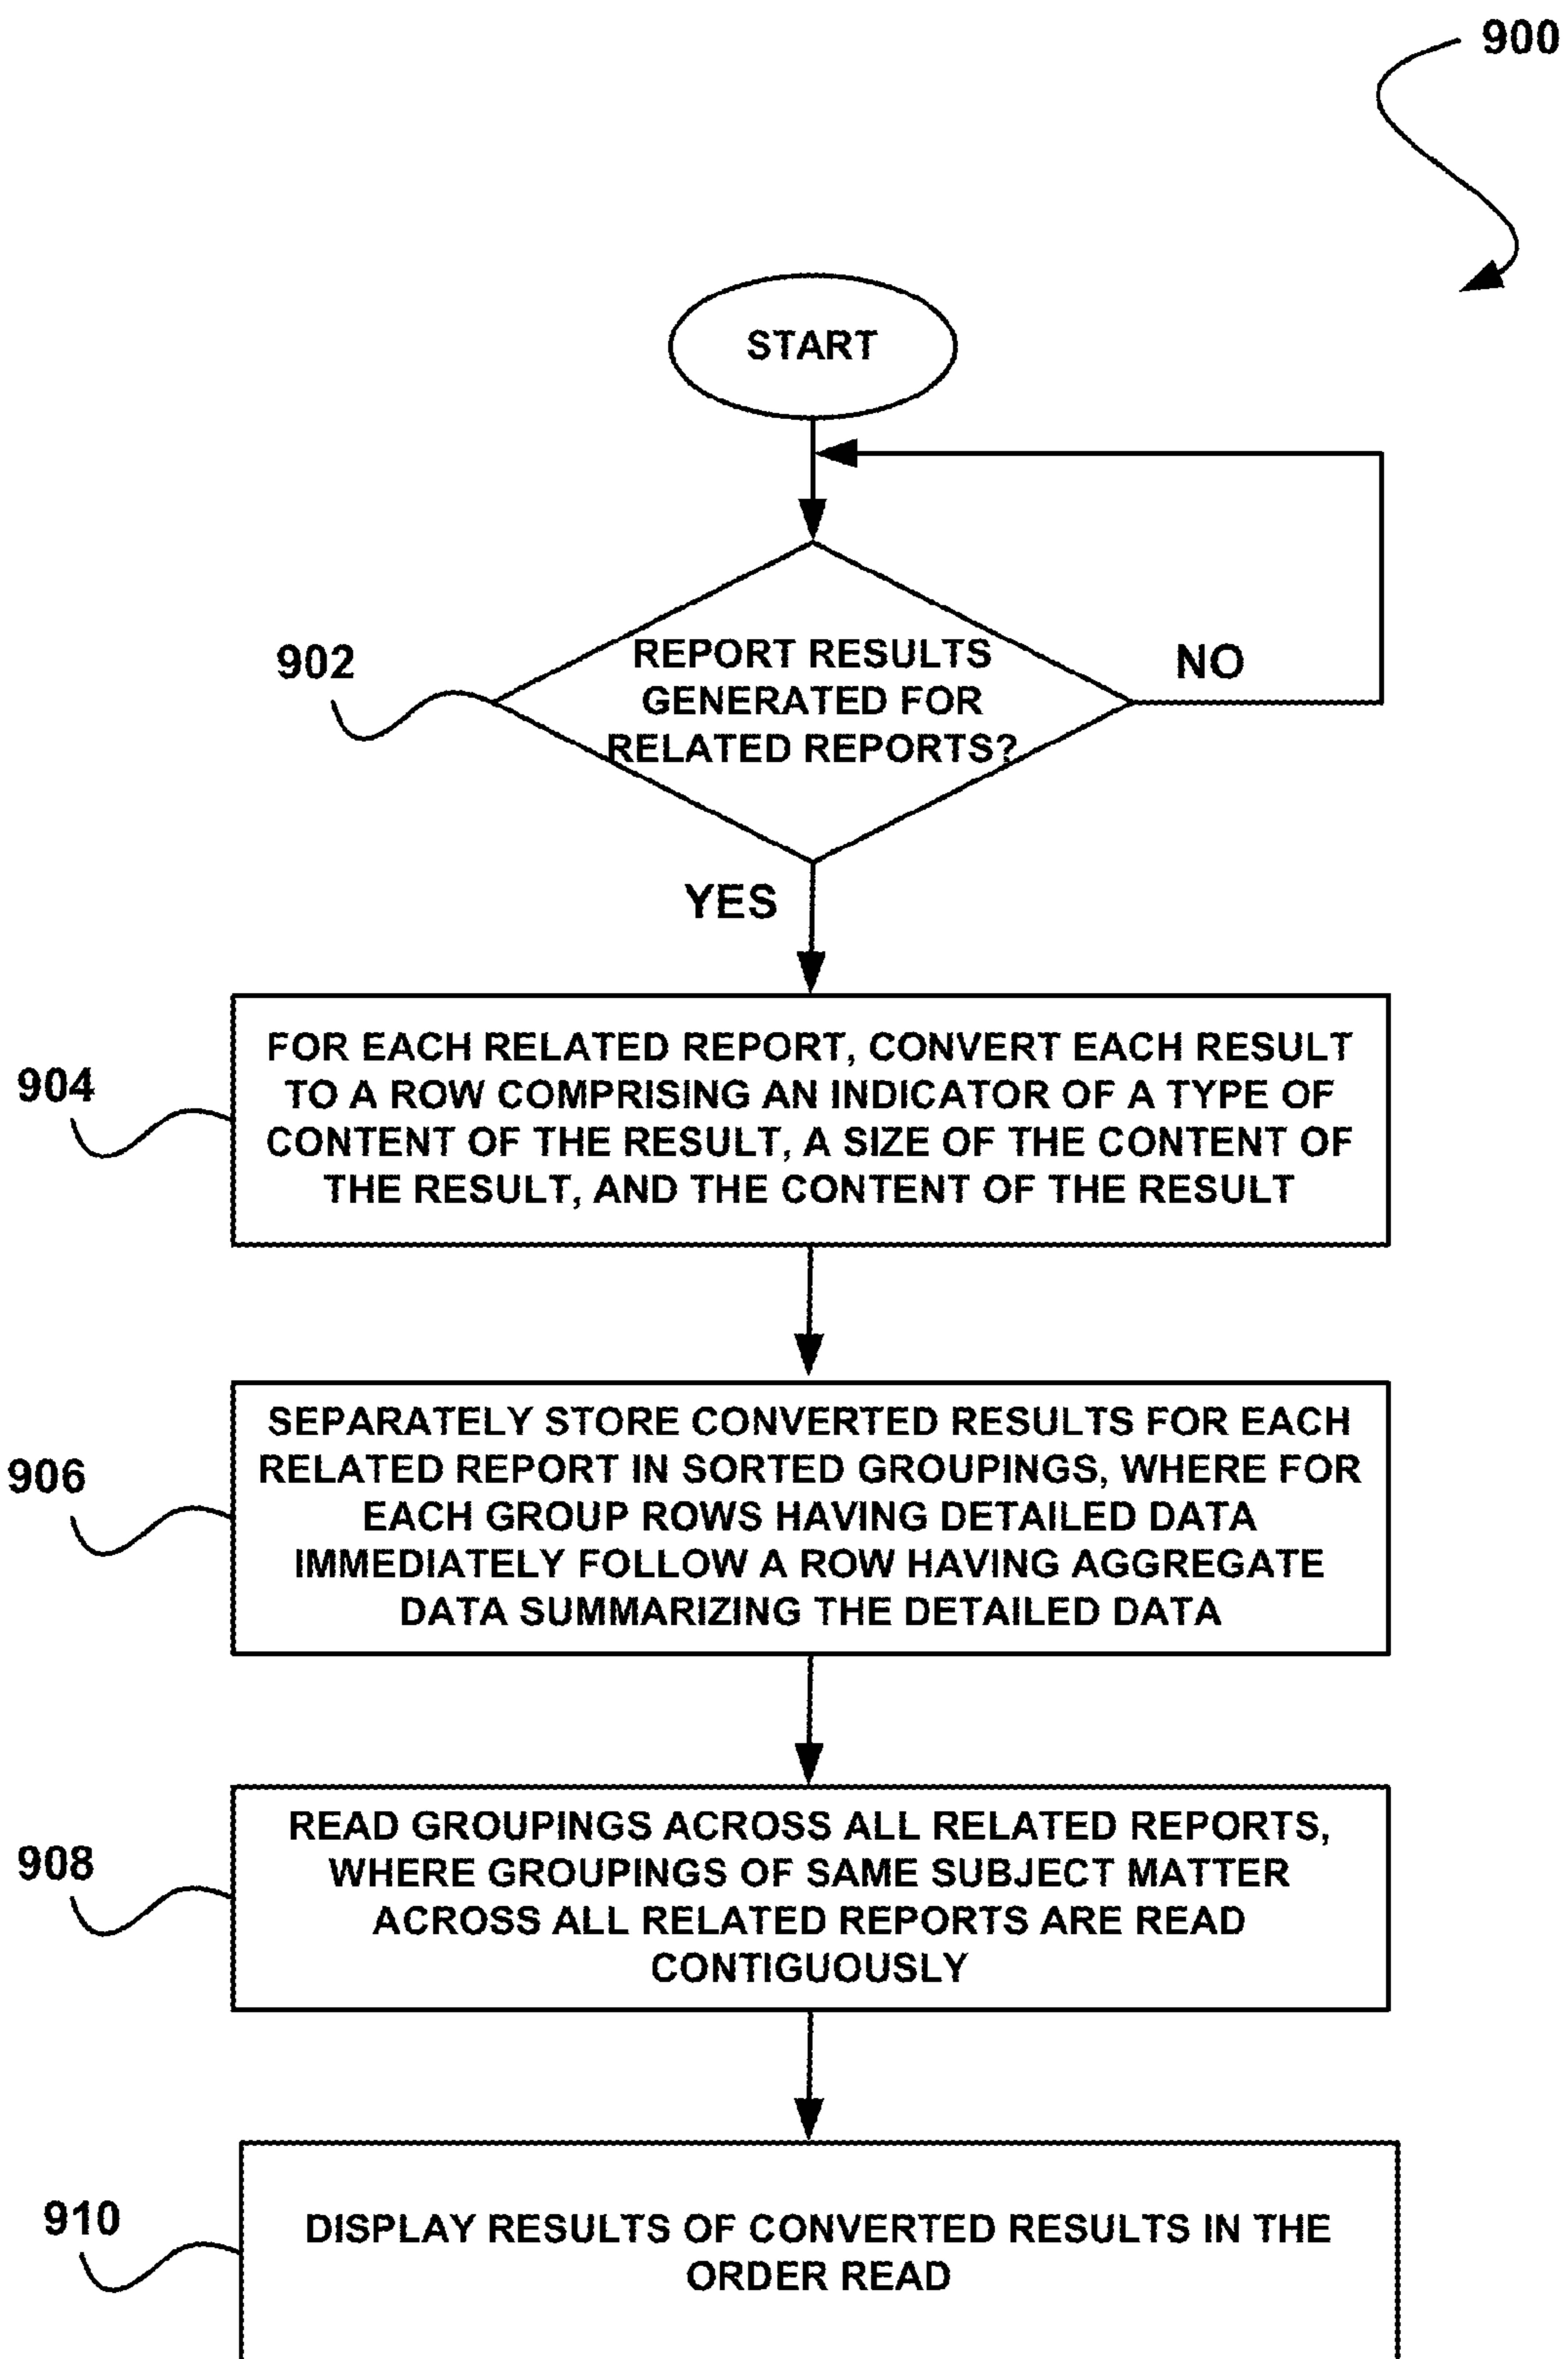 900
START
902
REPORT RESULTS
GENERATED FOR
RELATED REPORTS?
NO
YES
904
FOR EACH RELATED REPORT, CONVERT EACH RESULT
TO A ROW COMPRISING AN INDICATOR OF A TYPE OF
CONTENT OF THE RESULT, A SIZE OF THE CONTENT OF
THE RESULT, AND THE CONTENT OF THE RESULT
906
SEPARATELY STORE CONVERTED RESULTS FOR EACH
RELATED REPORT IN SORTED GROUPINGS, WHERE FOR
EACH GROUP ROWS HAVING DETAILED DATA
IMMEDIATELY FOLLOW A ROW HAVING AGGREGATE
DATA SUMMARIZING THE DETAILED DATA
908
READ GROUPINGS ACROSS ALL RELATED REPORTS,
WHERE GROUPINGS OF SAME SUBJECT MATTER
ACROSS ALL RELATED REPORTS ARE READ
CONTIGUOUSLY
910
DISPLAY RESULTS OF CONVERTED RESULTS IN THE
ORDER READ